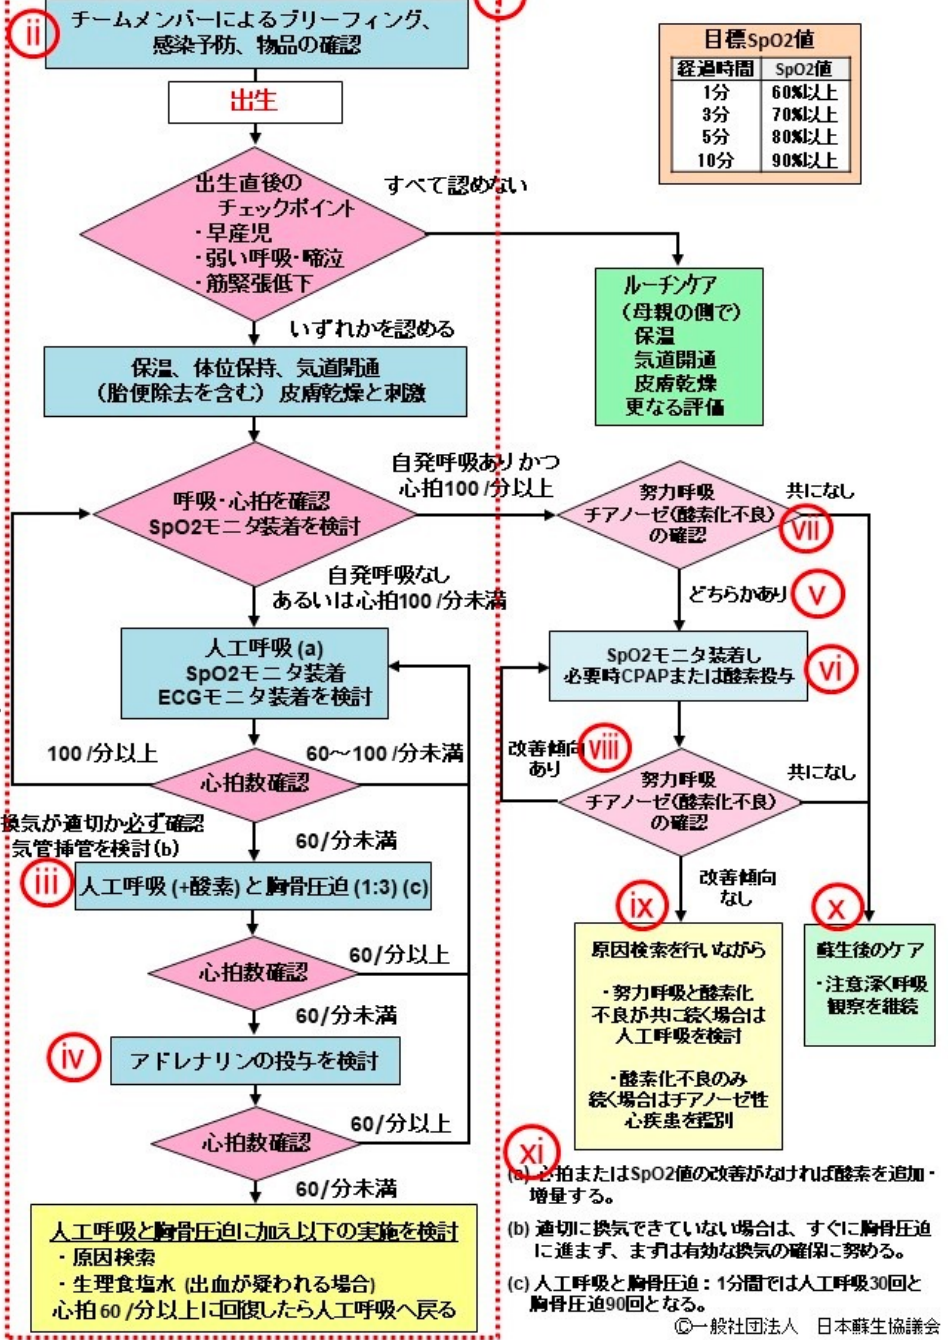 ii
チームメンバーによるブリーフィング、
感染予防、物品の確認
出生
目標SpO2値
経過時間 SpO2値
1分 60%以上
3分 70%以上
5分 80%以上
10分 90%以上
出生直後の
チェックポイント
・早産児
・弱い呼吸・啼泣
・筋緊張低下
すべて認めない
いずれかを認める
ルーチンケア
(母親の側で)
保温
気道開通
皮膚乾燥
更なる評価
保温、体位保持、気道開通
(胎便除去を含む) 皮膚乾燥と刺激
呼吸・心拍を確認
SpO2モニタ装着を検討
自発呼吸ありかつ
心拍100/分以上
努力呼吸
チアノーゼ(酸素化不良)
の確認
共になし
vii
自発呼吸なし
あるいは心拍100/分未満
どちらかあり
v
人工呼吸 (a)
SpO2モニタ装着
ECGモニタ装着を検討
SpO2モニタ装着し
必要時CPAPまたは酸素投与
vi
100/分以上
60～100/分未満
心拍数確認
改善傾向
あり
viii
努力呼吸
チアノーゼ(酸素化不良)
の確認
共になし
換気が適切か必ず確認
気管挿管を検討(b)
60/分未満
iii
人工呼吸 (+酸素) と胸骨圧迫 (1:3) (c)
改善傾向
なし
ix
x
心拍数確認
60/分以上
60/分未満
原因検索を行いながら
・努力呼吸と酸素化
不良が共に続く場合は
人工呼吸を検討
・酸素化不良のみ
続く場合はチアノーゼ性
心疾患を鑑別
蘇生後のケア
・注意深く呼吸
観察を継続
iv
アドレナリンの投与を検討
心拍数確認
60/分以上
60/分未満
人工呼吸と胸骨圧迫に加え以下の実施を検討
・原因検索
・生理食塩水 (出血が疑われる場合)
心拍60/分以上に回復したら人工呼吸へ戻る
xi
(a) 心拍またはSpO2値の改善がなければ酸素を追加・
増量する。
(b) 適切に換気できていない場合は、すぐに胸骨圧迫
に進まず、まずは有効な換気の確保に努める。
(c) 人工呼吸と胸骨圧迫：1分間では人工呼吸30回と
胸骨圧迫90回となる。
©一般社団法人 日本蘇生協議会